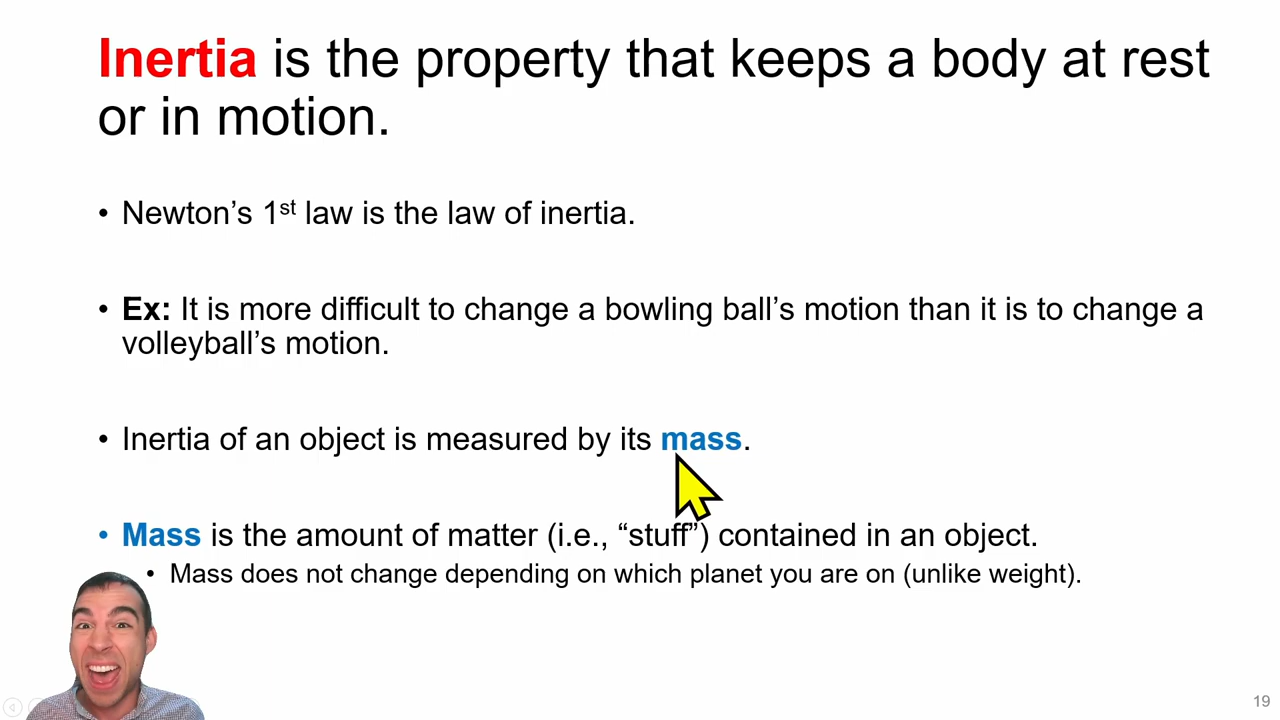 Inertia is the property that keeps a body at rest
or in motion.
• Newton’s 1st law is the law of inertia.
• Ex: It is more difficult to change a bowling ball’s motion than it is to change a
volleyball’s motion.
• Inertia of an object is measured by its mass.
• Mass is the amount of matter (i.e., “stuff”) contained in an object.
• Mass does not change depending on which planet you are on (unlike weight).
19